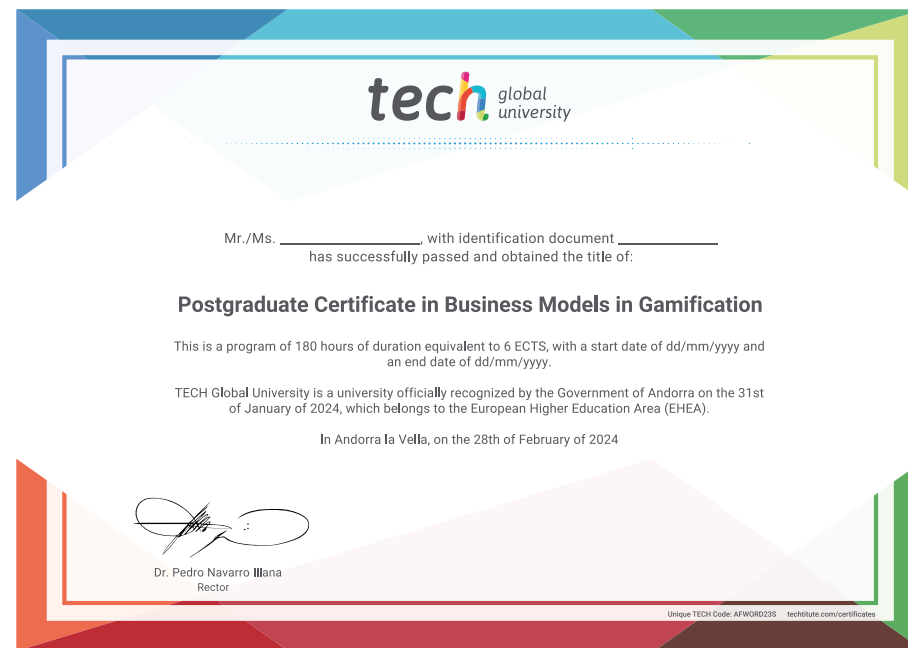 tech global university
Mr./Ms. ________________, with identification document ____________
has successfully passed and obtained the title of:
Postgraduate Certificate in Business Models in Gamification
This is a program of 180 hours of duration equivalent to 6 ECTS, with a start date of dd/mm/yyyy and
an end date of dd/mm/yyyy.
TECH Global University is a university officially recognized by the Government of Andorra on the 31st
of January of 2024, which belongs to the European Higher Education Area (EHEA).
In Andorra la Vella, on the 28th of February of 2024
Dr. Pedro Navarro Illana
Rector
Unique TECH Code: AFWORD23S techtitute.com/certificates